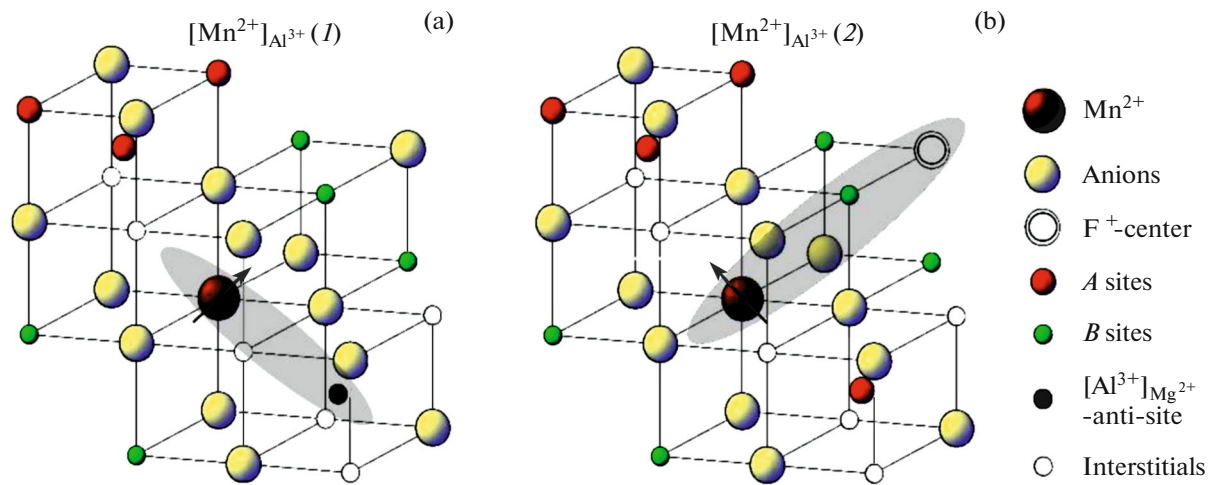 [Mn²⁺]Al³⁺ (1)
(a)
[Mn²⁺]Al³⁺ (2)
(b)
Mn²⁺
Anions
F⁺-center
A sites
B sites
[Al³⁺]Mg²⁺
-anti-site
Interstitials